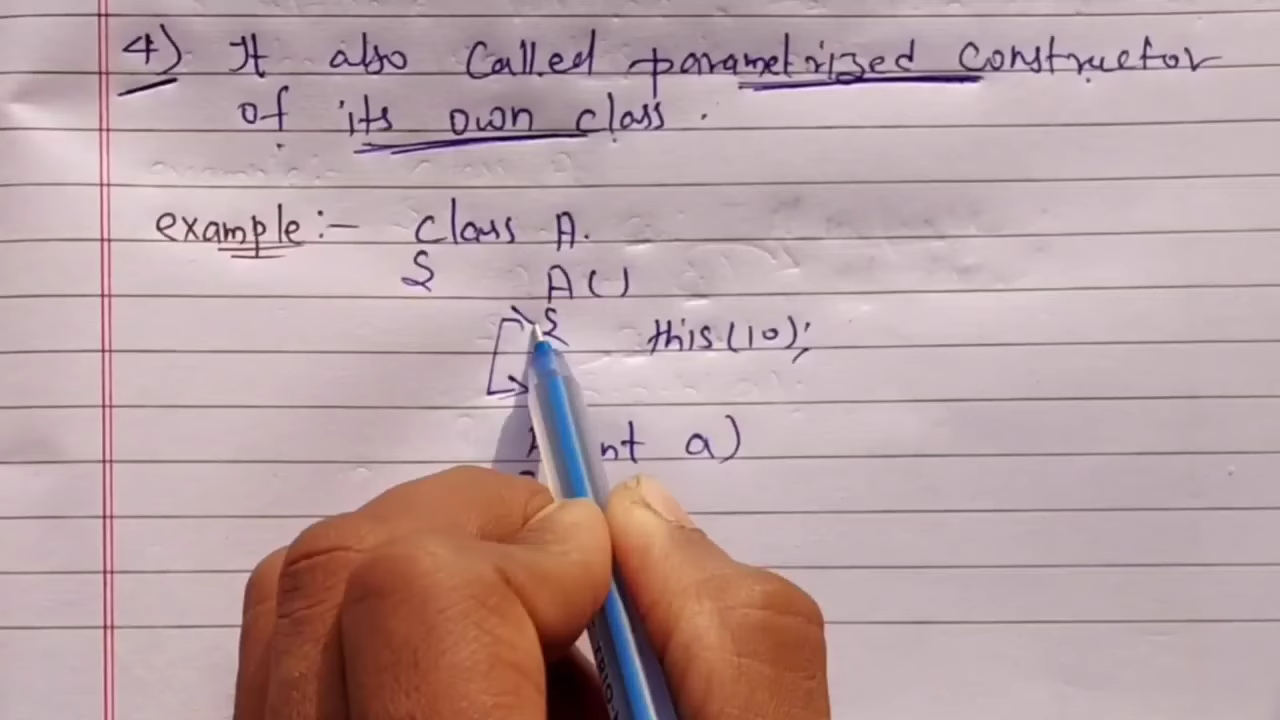 4) It also called parametrized constructor
of its own class.
example:- class A.
{ A()
{ this(10);
nt a)